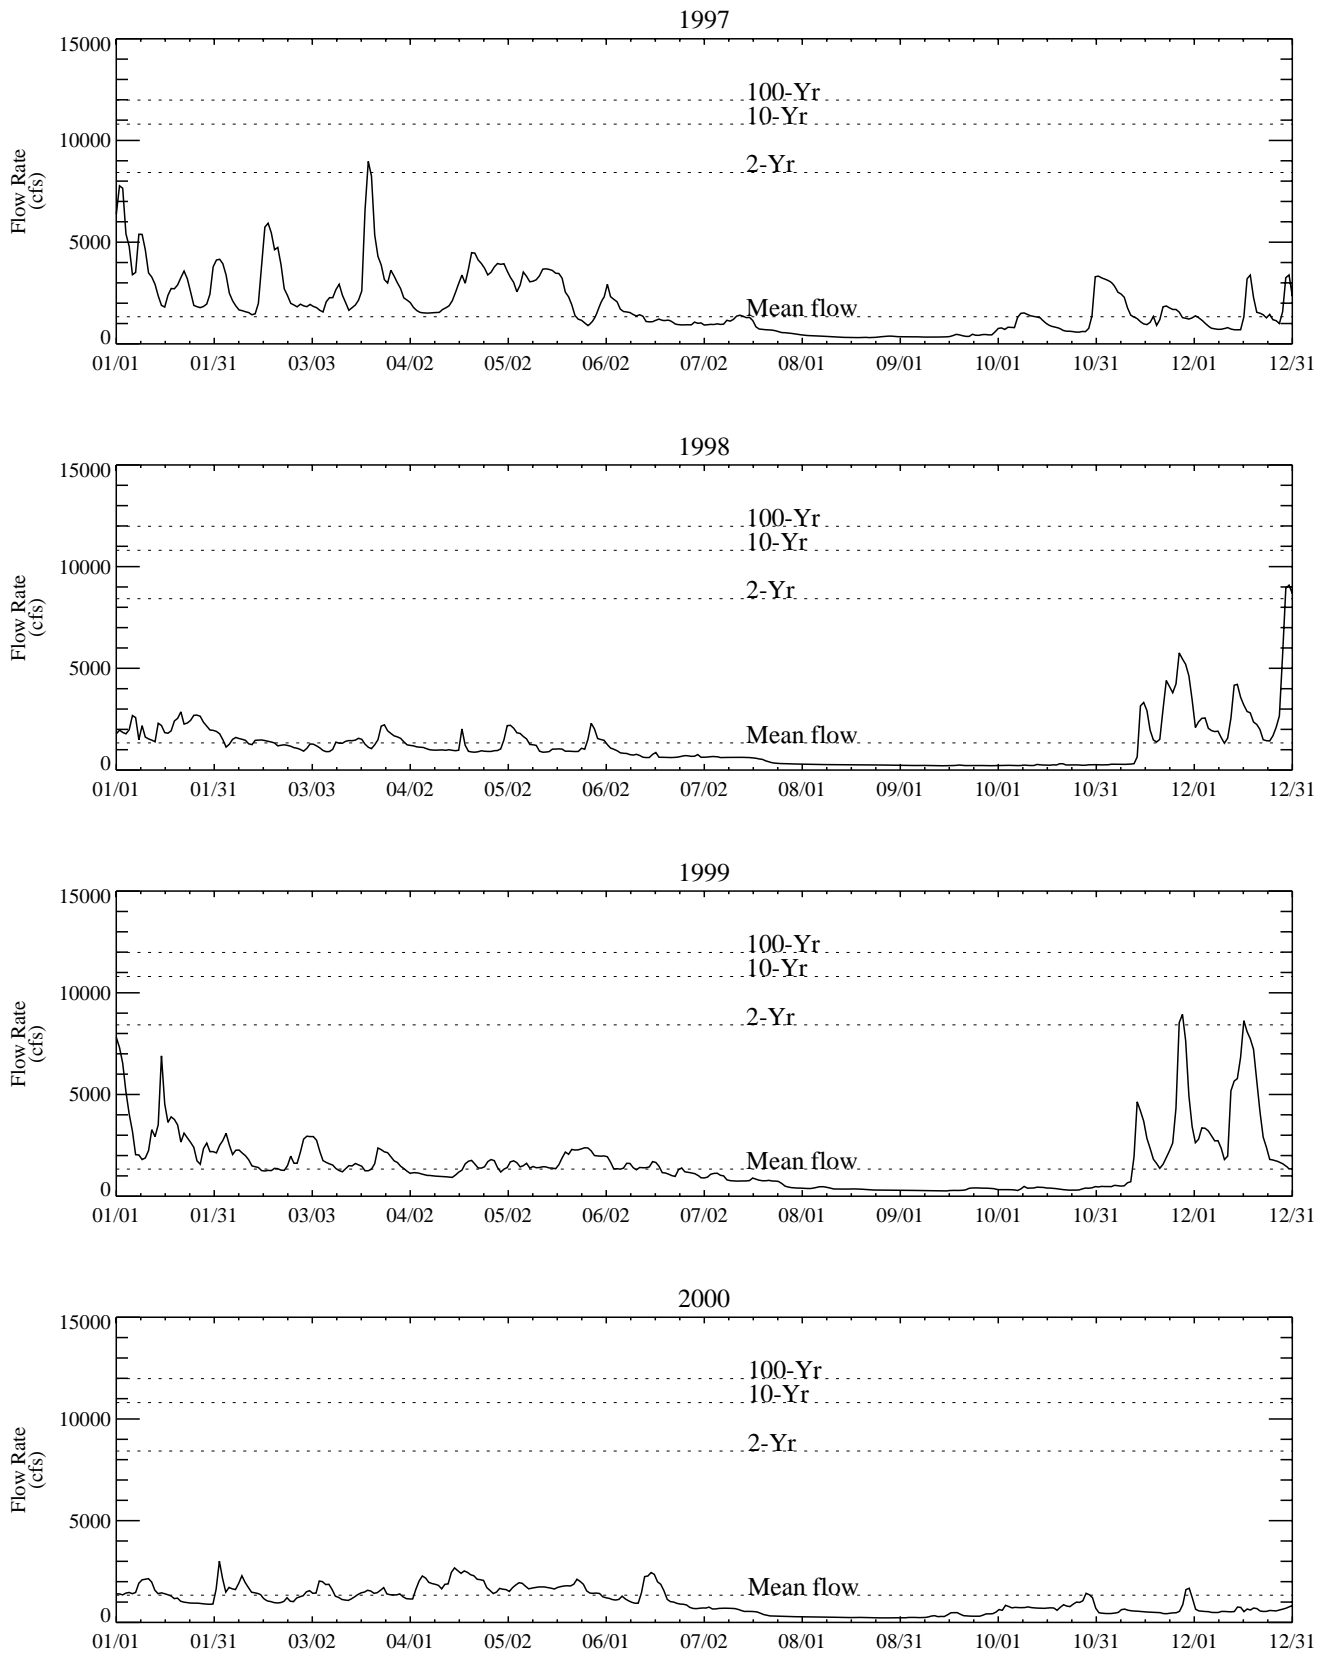 1997
15000
100-Yr
10-Yr
10000
2-Yr
Flow Rate
(cfs)
5000
Mean flow
0
01/01 01/31 03/03 04/02 05/02 06/02 07/02 08/01 09/01 10/01 10/31 12/01 12/31
1998
15000
100-Yr
10-Yr
10000
2-Yr
Flow Rate
(cfs)
5000
Mean flow
0
01/01 01/31 03/03 04/02 05/02 06/02 07/02 08/01 09/01 10/01 10/31 12/01 12/31
1999
15000
100-Yr
10-Yr
10000
2-Yr
Flow Rate
(cfs)
5000
Mean flow
0
01/01 01/31 03/03 04/02 05/02 06/02 07/02 08/01 09/01 10/01 10/31 12/01 12/31
2000
15000
100-Yr
10-Yr
10000
2-Yr
Flow Rate
(cfs)
5000
Mean flow
0
01/01 01/31 03/02 04/01 05/02 06/01 07/02 08/01 08/31 10/01 10/31 12/01 12/31